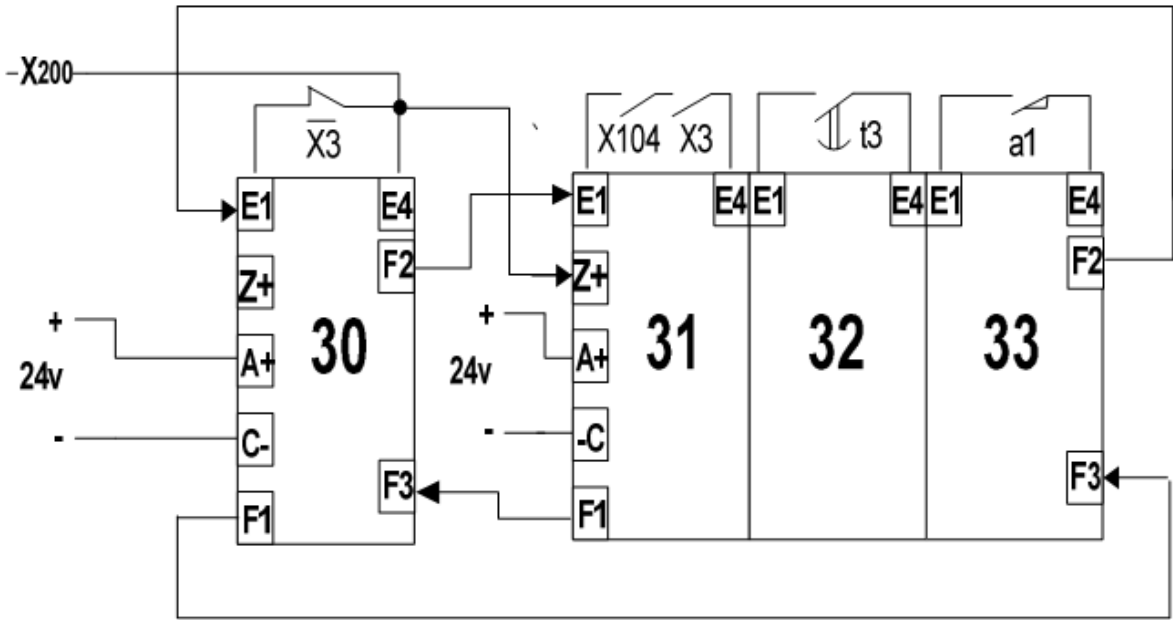 –X200
X3
X104 X3
t3
a1
E1 E4 E1 E4 E1 E4 E1 E4
F2 F2
Z+ Z+
30 31 32 33
+ +
24v A+ 24v A+
- C- - -C
F3 F3
F1 F1